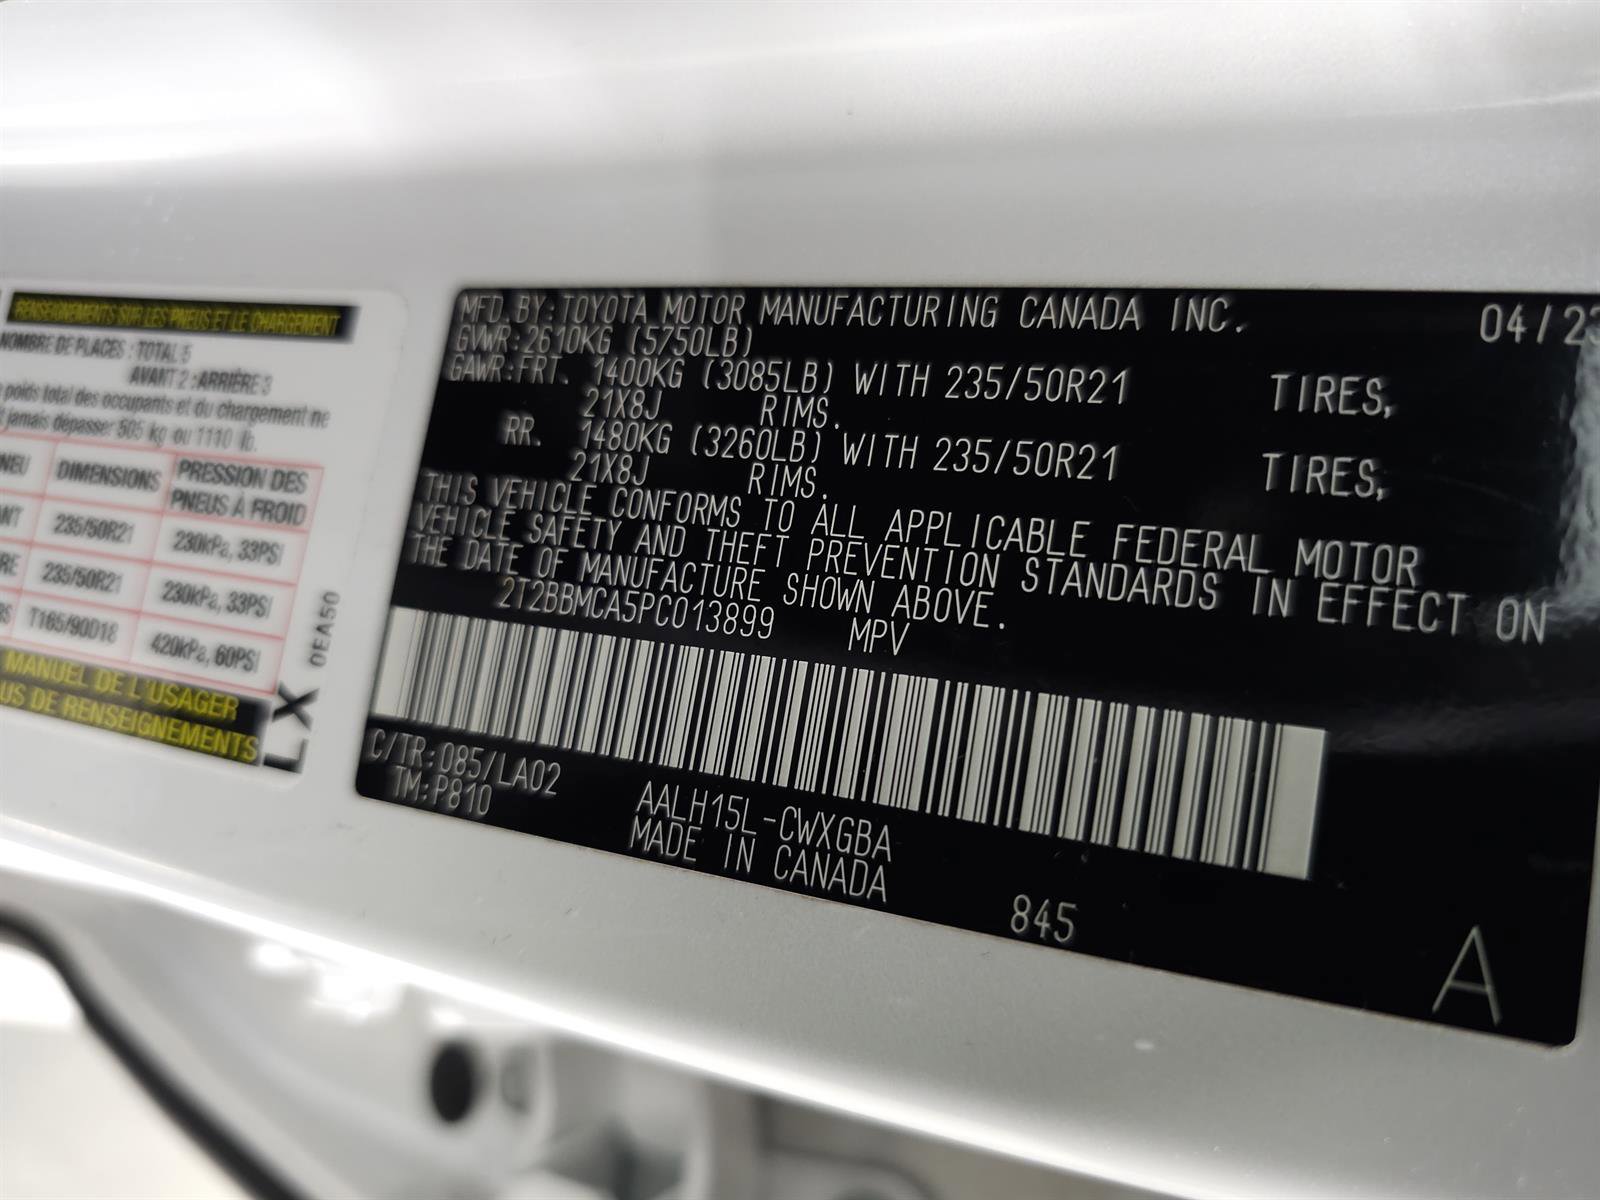 RENSEIGNEMENTS SUR LES PNEUS ET LE CHARGEMENT
NOMBRE DE PLACES : TOTAL 5
AVANT 2 : ARRIÈRE 3
poids total des occupants et du chargement ne
jamais dépasser 505 kg ou 1110 lb.
DIMENSIONS PRESSION DES
PNEUS À FROID
235/50R21 230kPa, 33PSI
235/50R21 230kPa, 33PSI
T165/90D18 420kPa, 60PSI
MANUEL DE L'USAGER
DE RENSEIGNEMENTS
LX 0EA50
MFD. BY: TOYOTA MOTOR MANUFACTURING CANADA INC. 04/23
GVWR: 2610KG (5750LB)
GAWR: FRT. 1400KG (3085LB) WITH 235/50R21 TIRES,
21X8J RIMS.
RR. 1480KG (3260LB) WITH 235/50R21 TIRES,
21X8J RIMS.
THIS VEHICLE CONFORMS TO ALL APPLICABLE FEDERAL MOTOR
VEHICLE SAFETY AND THEFT PREVENTION STANDARDS IN EFFECT ON
THE DATE OF MANUFACTURE SHOWN ABOVE.
2T2BBMCA5PC013899 MPV
C/TR: 085/LA02 AALH15L-CWXGBA
TM: P810 MADE IN CANADA
845
A